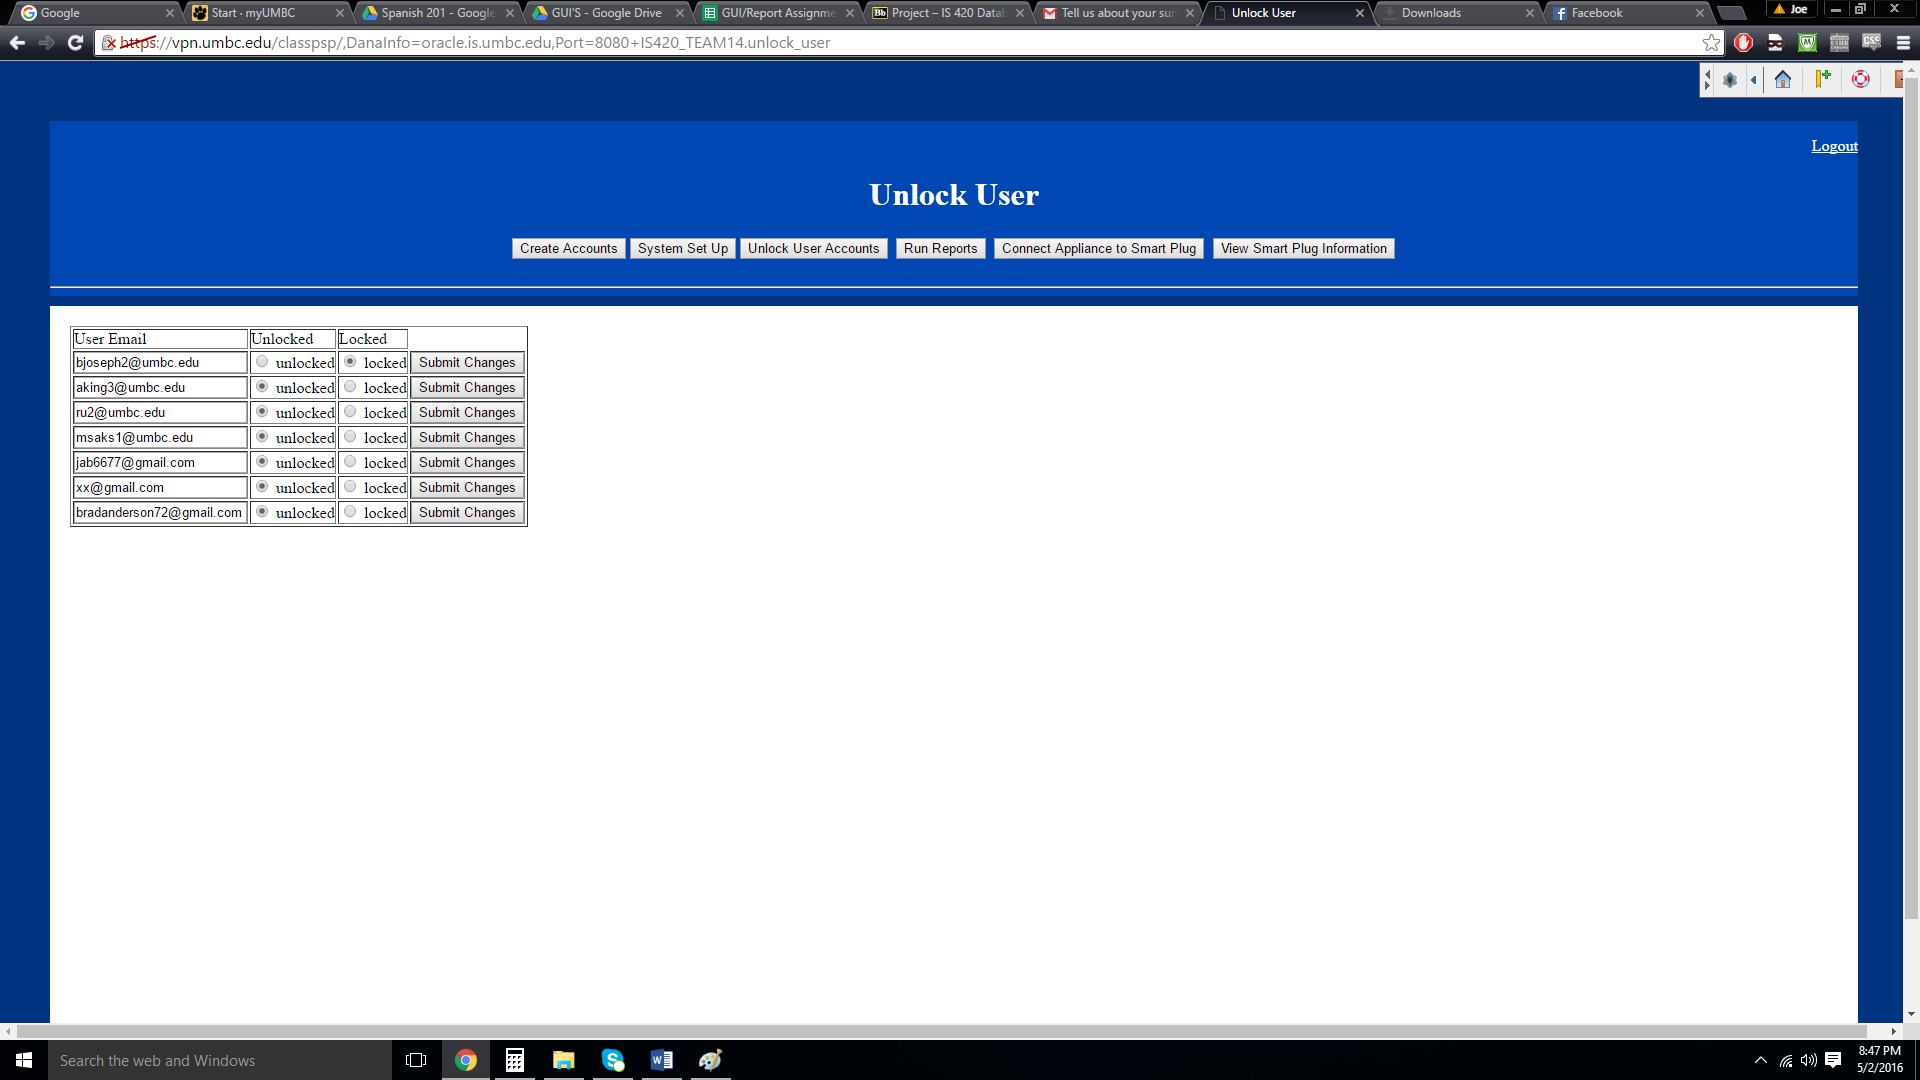 Google
Start · myUMBC
Spanish 201 - Google
GUI'S - Google Drive
GUI/Report Assignme
Project – IS 420 Datab
Tell us about your sur
Unlock User
Downloads
Facebook
Joe
https://vpn.umbc.edu/classpsp/,DanaInfo=oracle.is.umbc.edu,Port=8080+IS420_TEAM14.unlock_user
Logout
Unlock User
Create Accounts System Set Up Unlock User Accounts Run Reports Connect Appliance to Smart Plug View Smart Plug Information
User Email Unlocked Locked
bjoseph2@umbc.edu unlocked locked Submit Changes
aking3@umbc.edu unlocked locked Submit Changes
ru2@umbc.edu unlocked locked Submit Changes
msaks1@umbc.edu unlocked locked Submit Changes
jab6677@gmail.com unlocked locked Submit Changes
xx@gmail.com unlocked locked Submit Changes
bradanderson72@gmail.com unlocked locked Submit Changes
Search the web and Windows
8:47 PM
5/2/2016